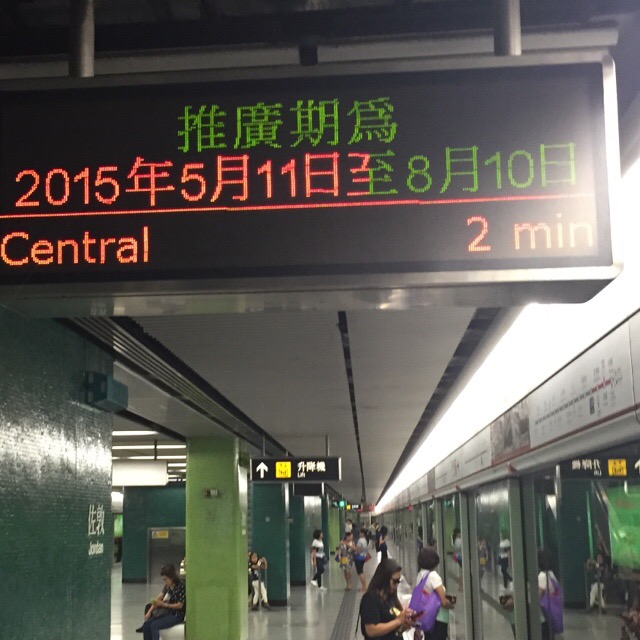 推廣期為
2015年5月11日至8月10日
Central 2 min
升降機
Lift
佐敦
Jordan